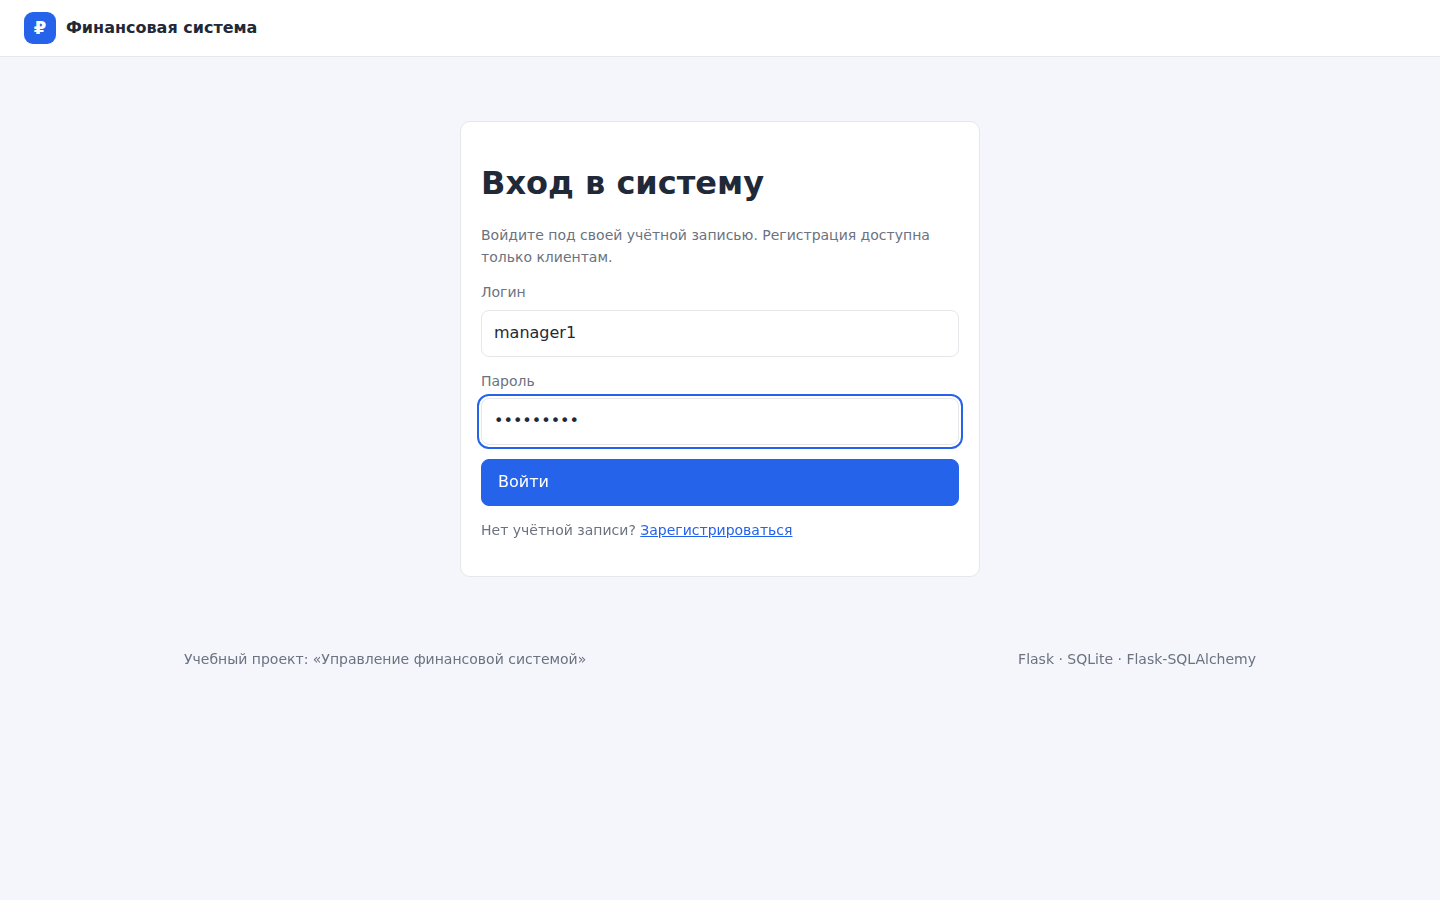 ₽ Финансовая система
Вход в систему
Войдите под своей учётной записью. Регистрация доступна
только клиентам.
Логин
manager1
Пароль
•••••••••
Войти
Нет учётной записи? Зарегистрироваться
Учебный проект: «Управление финансовой системой»
Flask · SQLite · Flask-SQLAlchemy